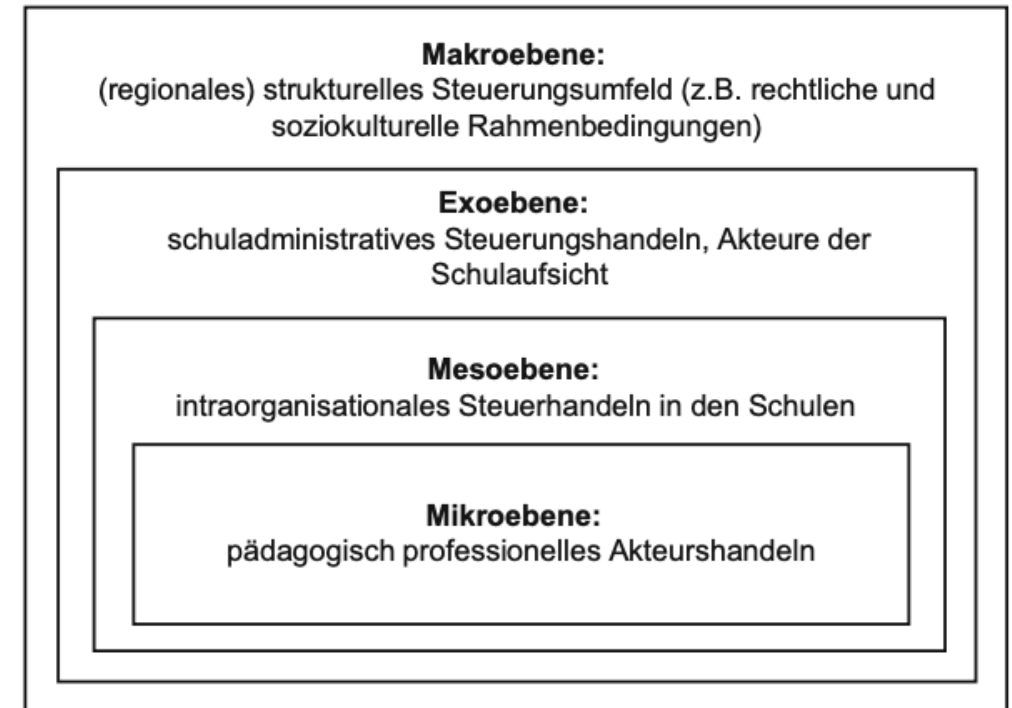 Makroebene:
(regionales) strukturelles Steuerungsumfeld (z.B. rechtliche und
soziokulturelle Rahmenbedingungen)
Exoebene:
schuladministratives Steuerungshandeln, Akteure der
Schulaufsicht
Mesoebene:
intraorganisationales Steuerhandeln in den Schulen
Mikroebene:
pädagogisch professionelles Akteurshandeln